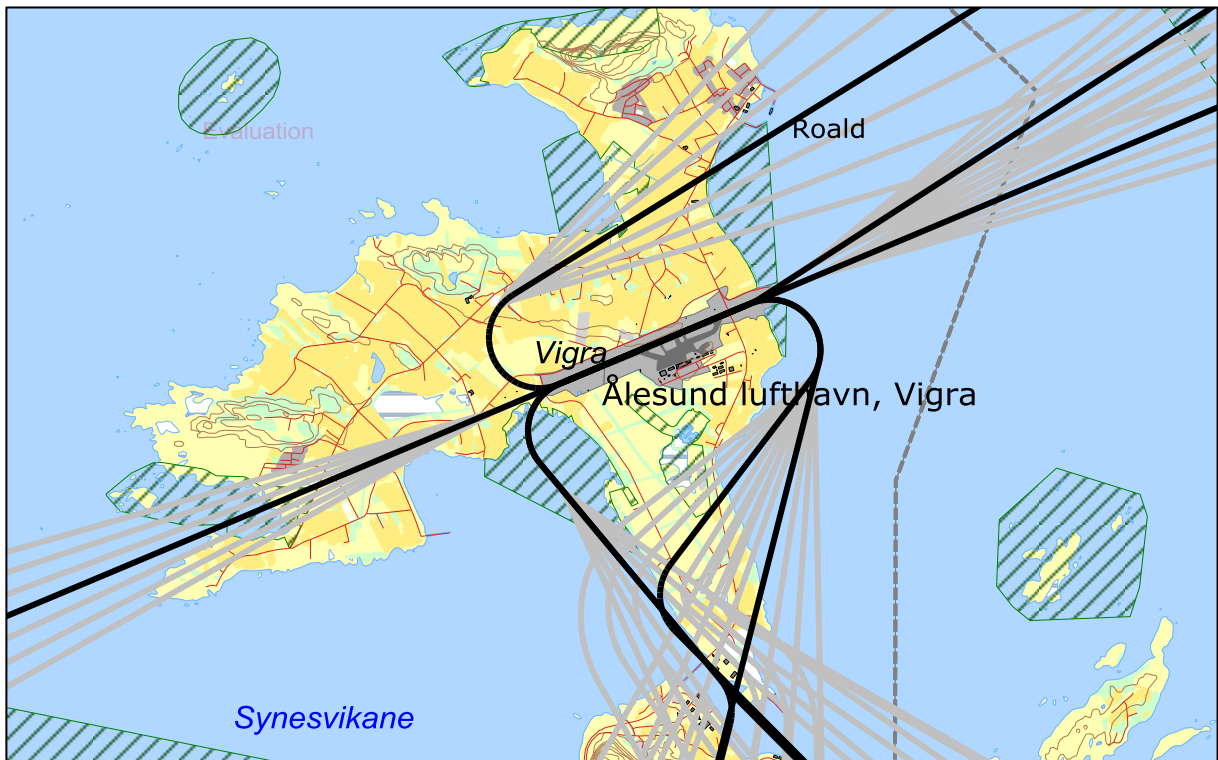 Evaluation
Roald
Vigra
Ålesund lufthavn, Vigra
Synesvikane